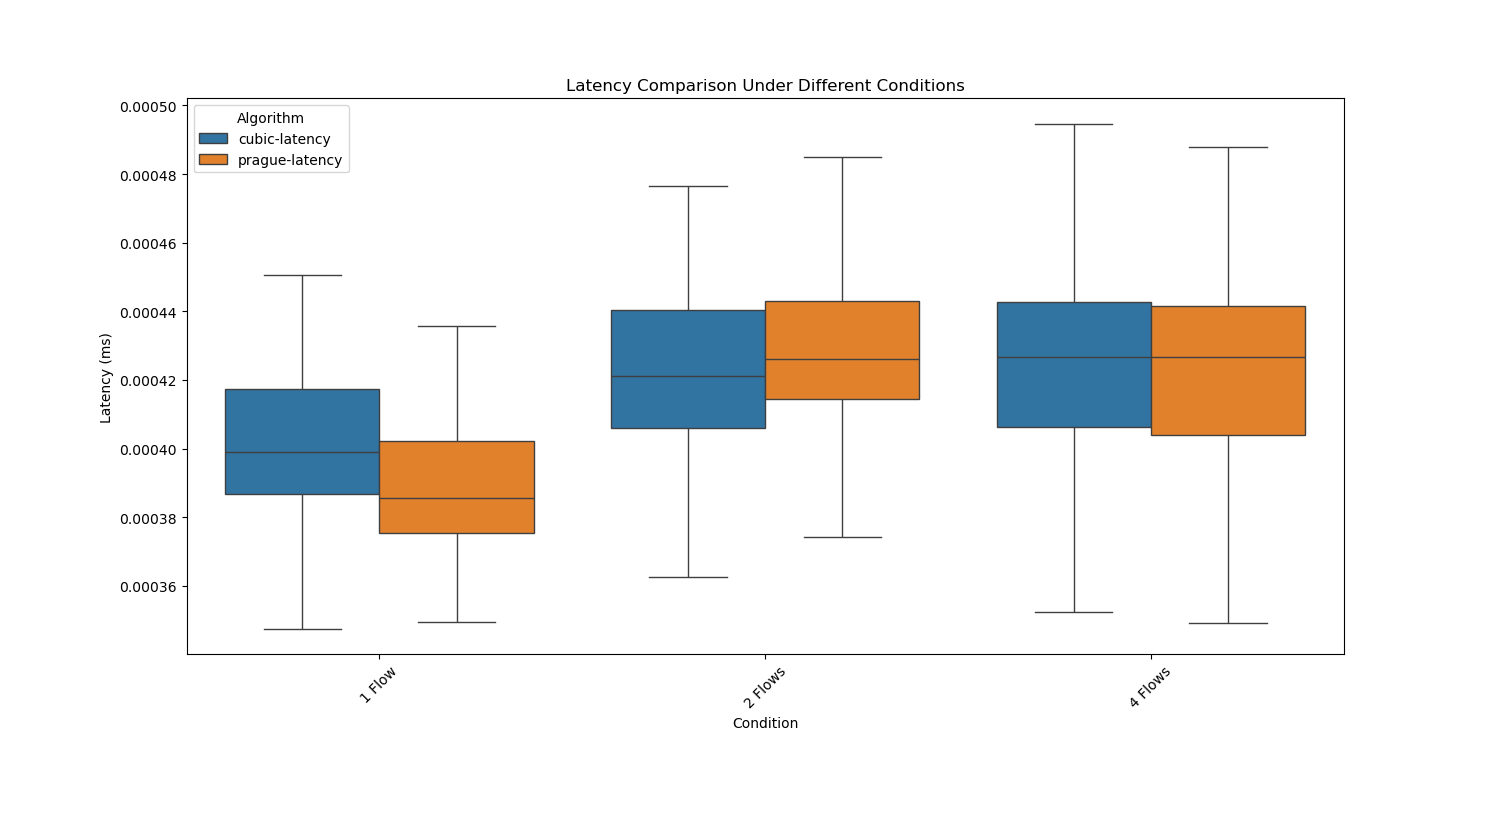 Latency Comparison Under Different Conditions
Algorithm
cubic-latency
prague-latency
Latency (ms)
0.00050
0.00048
0.00046
0.00044
0.00042
0.00040
0.00038
0.00036
1 Flow
2 Flows
4 Flows
Condition